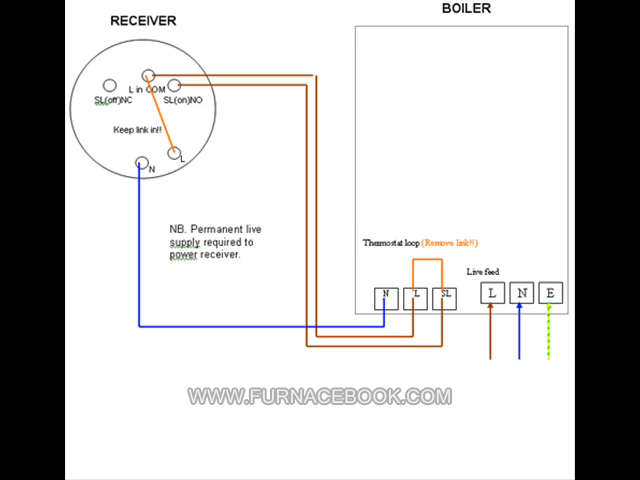 RECEIVER
BOILER
L in COM
SL(off)NC
SL(on)NO
Keep link in!!
L
N
NB. Permanent live
supply required to
power receiver.
Thermostat loop (Remove link!!)
Live feed
N L SL
L N E
WWW.FURNACEBOOK.COM